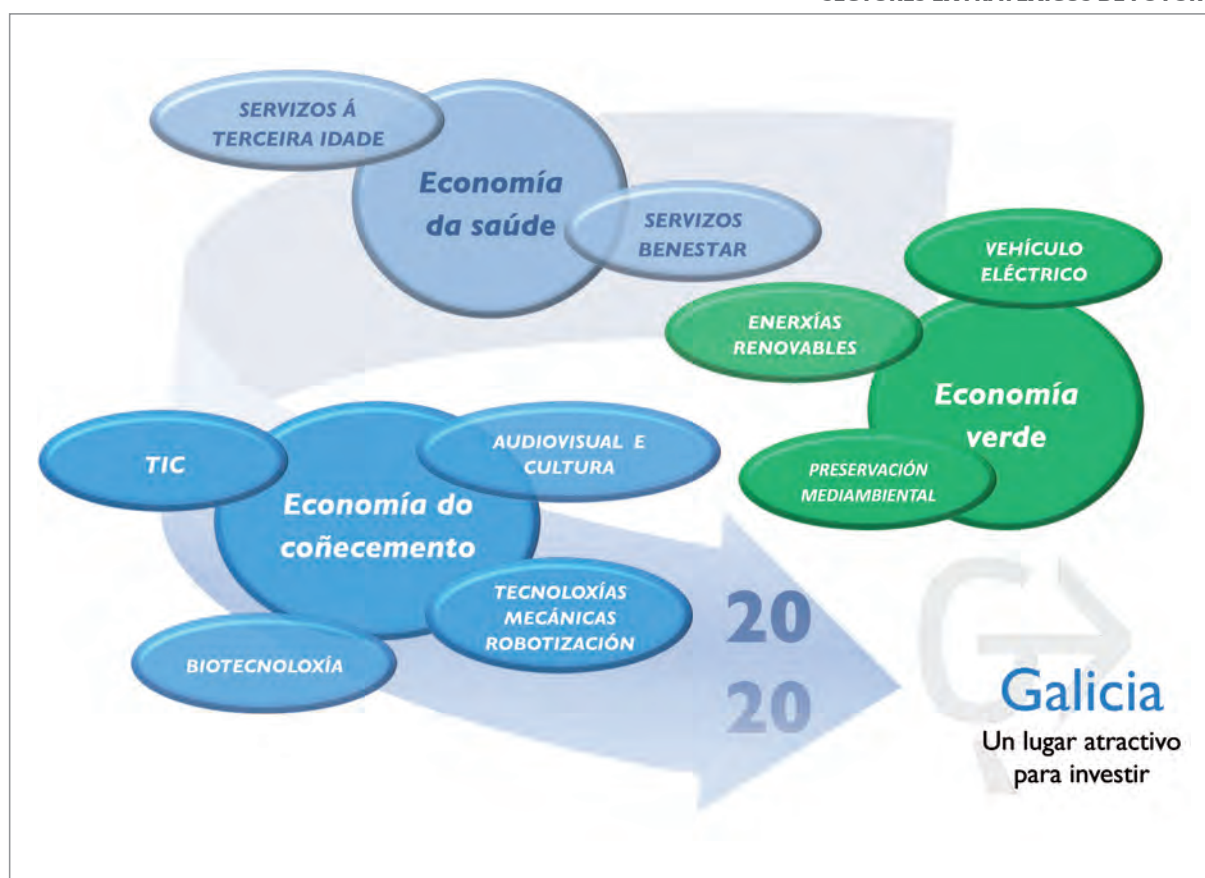 SERVIZOS Á
TERCEIRA IDADE
Economía
da saúde
SERVIZOS
BENESTAR
VEHÍCULO
ELÉCTRICO
ENERXÍAS
RENOVABLES
Economía
verde
PRESERVACIÓN
MEDIAMBIENTAL
TIC
AUDIOVISUAL E
CULTURA
Economía do
coñecemento
TECNOLOXÍAS
MECÁNICAS
ROBOTIZACIÓN
BIOTECNOLOXÍA
20
20
Galicia
Un lugar atractivo
para investir